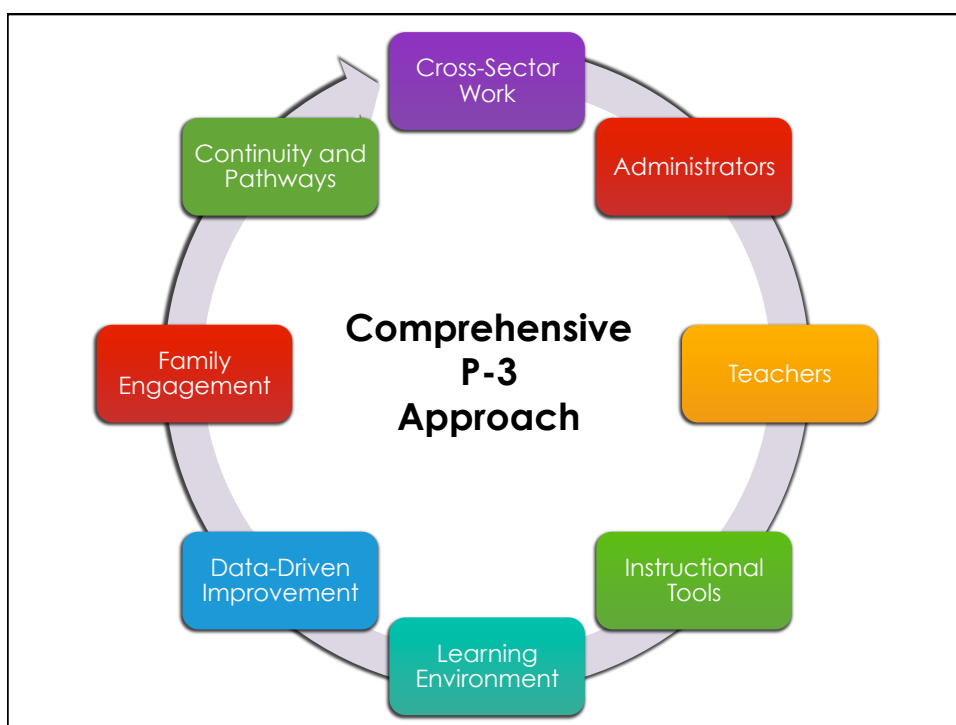 Cross-Sector
Work
Administrators
Teachers
Instructional
Tools
Learning
Environment
Data-Driven
Improvement
Family
Engagement
Continuity and
Pathways
Comprehensive
P-3
Approach